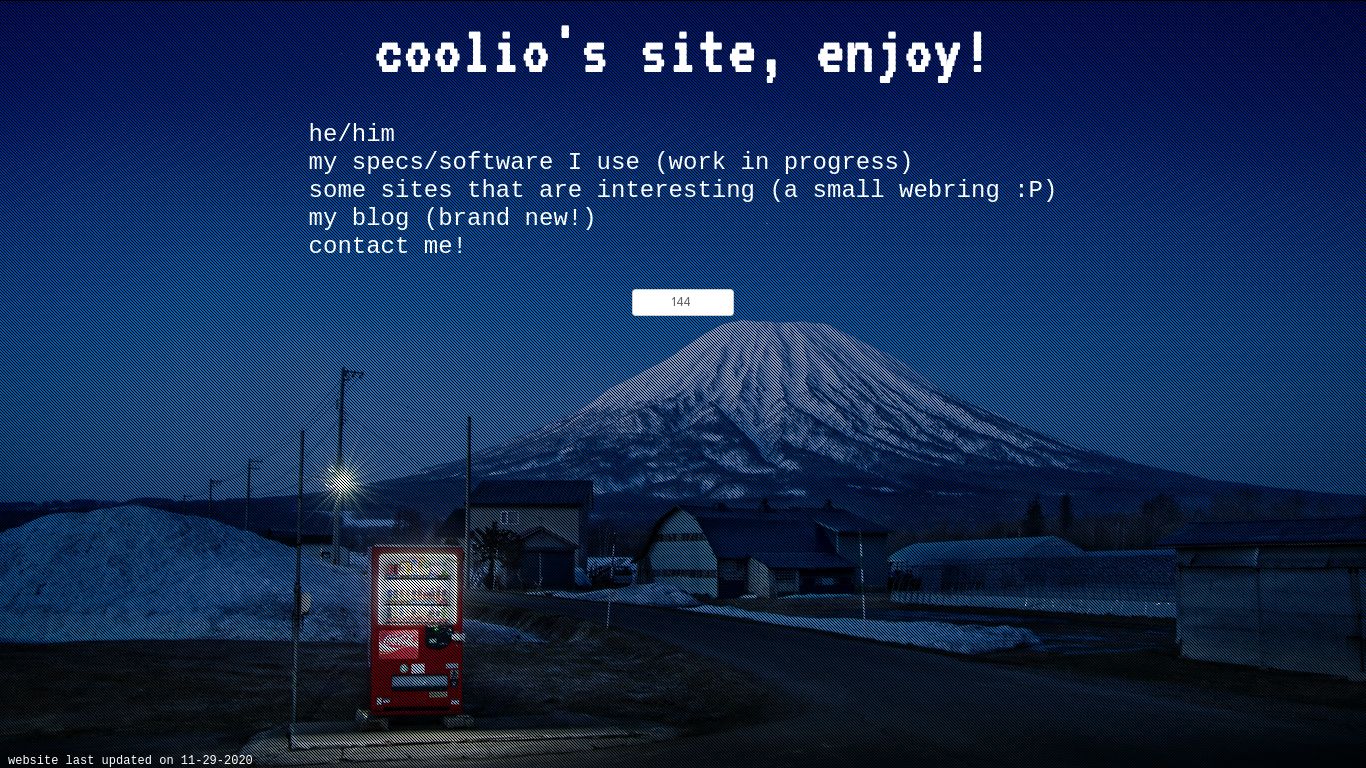 coolio's site, enjoy!
he/him
my specs/software I use (work in progress)
some sites that are interesting (a small webring :P)
my blog (brand new!)
contact me!
144
website last updated on 11-29-2020